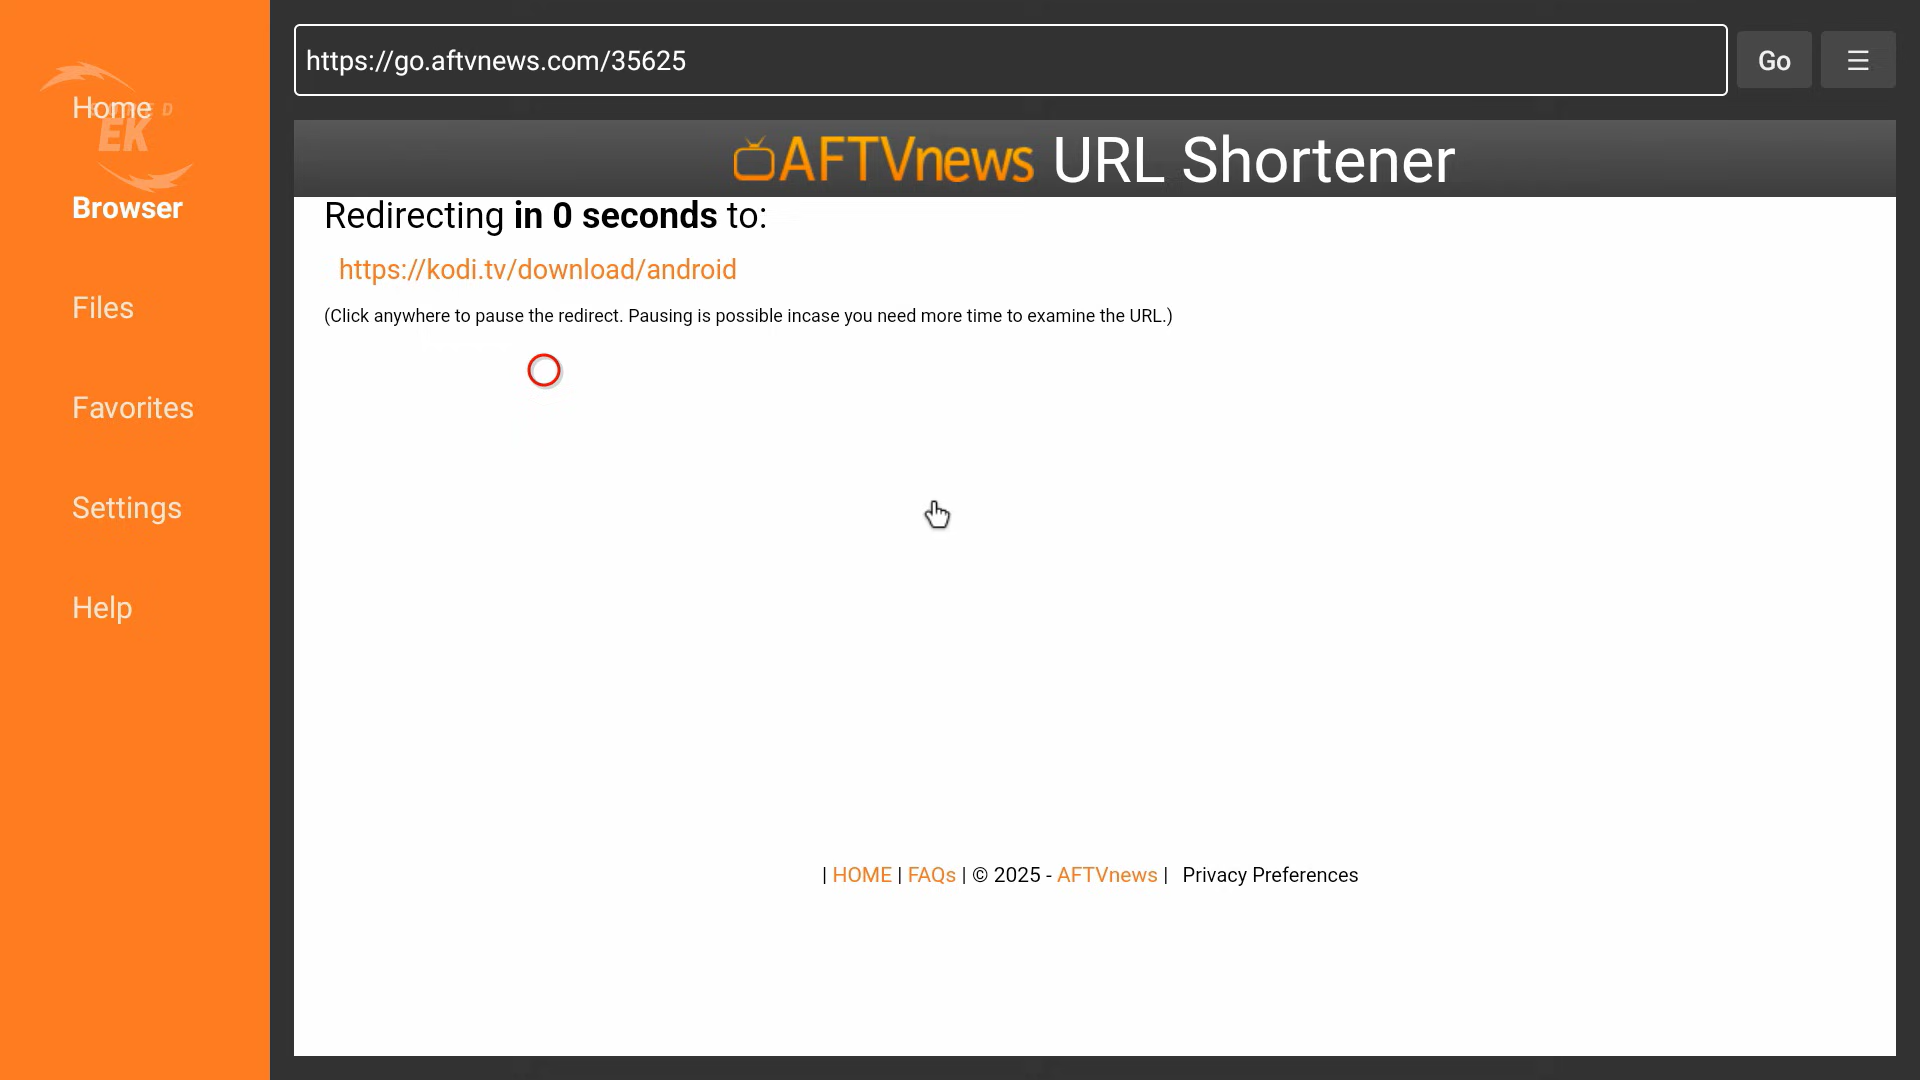 https://go.aftvnews.com/35625
Go
Home
EK
Browser
Files
Favorites
Settings
Help
AFTVnews URL Shortener
Redirecting in 0 seconds to:
https://kodi.tv/download/android
(Click anywhere to pause the redirect. Pausing is possible incase you need more time to examine the URL.)
| HOME | FAQs | © 2025 - AFTVnews | Privacy Preferences